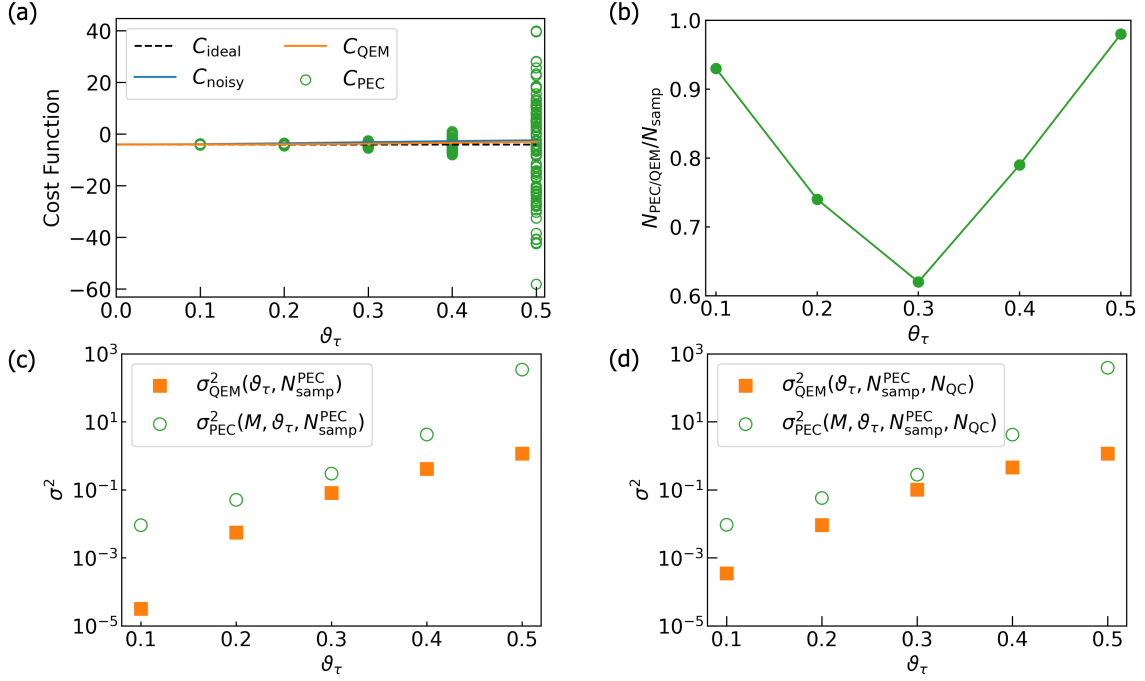 (a)
40
20
0
−20
−40
−60
Cost Function
C_ideal
C_noisy
C_QEM
C_PEC
0.0 0.1 0.2 0.3 0.4 0.5
ϑ_τ
(b)
1.0
0.9
0.8
0.7
0.6
N_PEC/QEM/N_samp
0.1 0.2 0.3 0.4 0.5
θ_τ
(c)
10^3
10^1
10^−1
10^−3
10^−5
σ^2
σ^2_QEM(ϑ_τ, N^PEC_samp)
σ^2_PEC(M, ϑ_τ, N^PEC_samp)
0.1 0.2 0.3 0.4 0.5
ϑ_τ
(d)
10^3
10^1
10^−1
10^−3
10^−5
σ^2
σ^2_QEM(ϑ_τ, N^PEC_samp, N_QC)
σ^2_PEC(M, ϑ_τ, N^PEC_samp, N_QC)
0.1 0.2 0.3 0.4 0.5
ϑ_τ